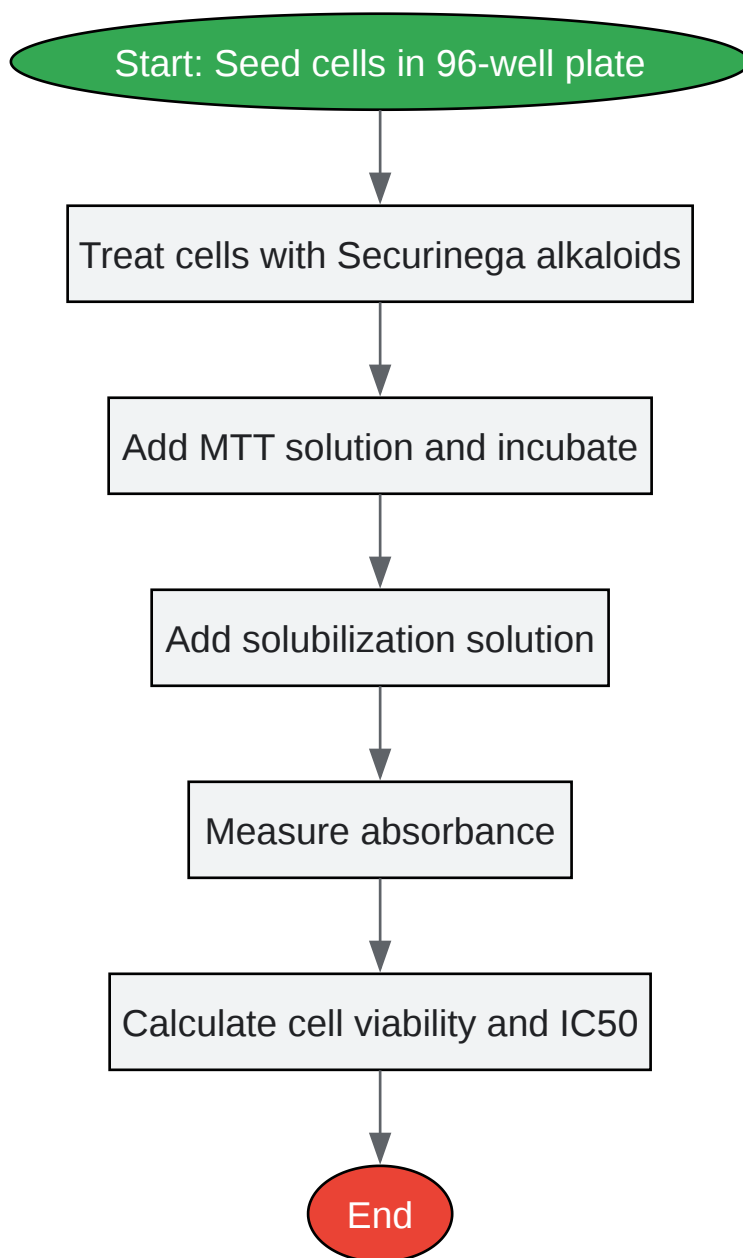 Start: Seed cells in 96-well plate
Treat cells with Securinega alkaloids
Add MTT solution and incubate
Add solubilization solution
Measure absorbance
Calculate cell viability and IC50
End